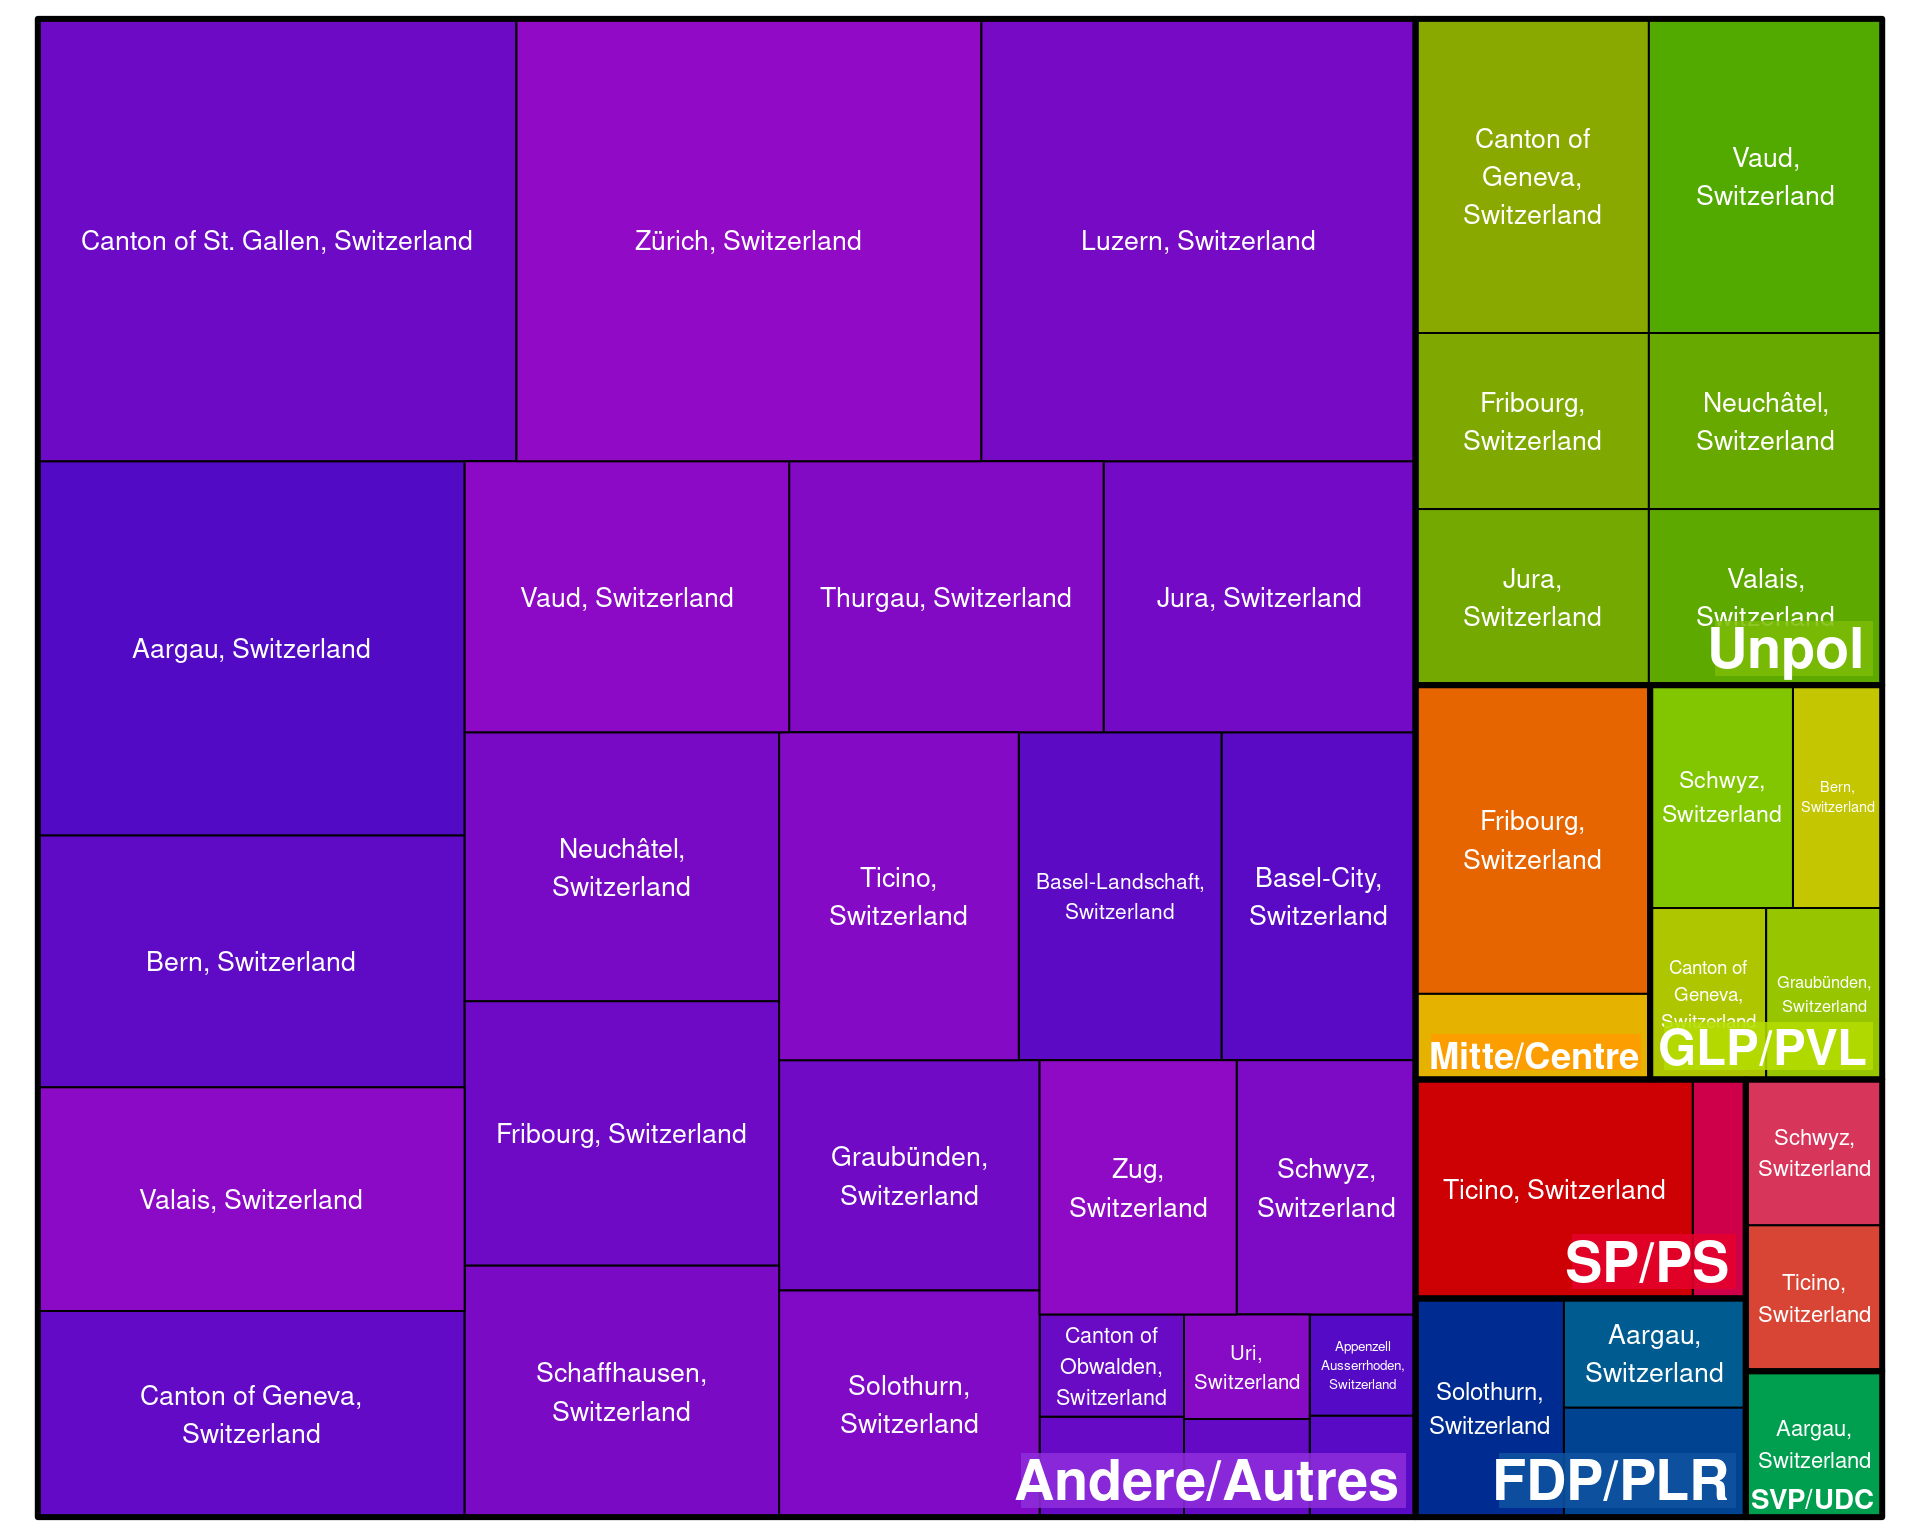 Canton of St. Gallen, Switzerland
Zürich, Switzerland
Luzern, Switzerland
Aargau, Switzerland
Vaud, Switzerland
Thurgau, Switzerland
Jura, Switzerland
Bern, Switzerland
Neuchâtel,
Switzerland
Ticino,
Switzerland
Basel-Landschaft,
Switzerland
Basel-City,
Switzerland
Valais, Switzerland
Fribourg, Switzerland
Graubünden,
Switzerland
Zug,
Switzerland
Schwyz,
Switzerland
Canton of Geneva,
Switzerland
Schaffhausen,
Switzerland
Solothurn,
Switzerland
Canton of
Obwalden,
Switzerland
Uri,
Switzerland
Appenzell
Ausserrhoden,
Switzerland
Andere/Autres
Canton of
Geneva,
Switzerland
Vaud,
Switzerland
Fribourg,
Switzerland
Neuchâtel,
Switzerland
Jura,
Switzerland
Valais,
Switzerland
Unpol
Fribourg,
Switzerland
Mitte/Centre
Schwyz,
Switzerland
Bern,
Switzerland
Canton of
Geneva,
Switzerland
Graubünden,
Switzerland
GLP/PVL
Ticino, Switzerland
SP/PS
Schwyz,
Switzerland
Ticino,
Switzerland
Solothurn,
Switzerland
Aargau,
Switzerland
FDP/PLR
Aargau,
Switzerland
SVP/UDC